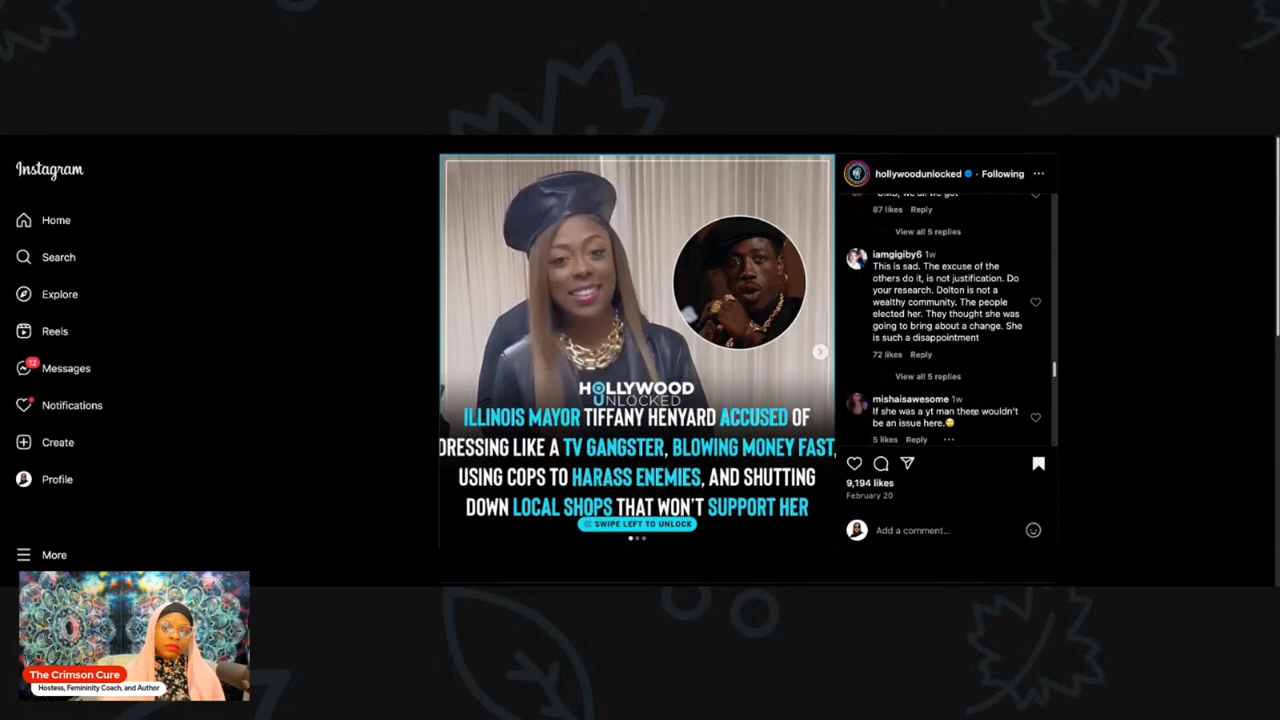 Instagram
Home
Search
Explore
Reels
12
Messages
Notifications
Create
Profile
More
HOLLYWOOD
UNLOCKED
ILLINOIS MAYOR TIFFANY HENYARD ACCUSED OF
DRESSING LIKE A TV GANGSTER, BLOWING MONEY FAST,
USING COPS TO HARASS ENEMIES, AND SHUTTING
DOWN LOCAL SHOPS THAT WON'T SUPPORT HER
SWIPE LEFT TO UNLOCK
hollywoodunlocked • Following
87 likes Reply
View all 5 replies
iamgigiby6 1w
This is sad. The excuse of the
others do it, is not justification. Do
your research. Dolton is not a
wealthy community. The people
elected her. They thought she was
going to bring about a change. She
is such a disappointment
72 likes Reply
View all 5 replies
mishaisawesome 1w
If she was a yt man there wouldn't
be an issue here.😳
5 likes Reply
9,194 likes
February 20
Add a comment...
The Crimson Cure
Hostess, Femininity Coach, and Author